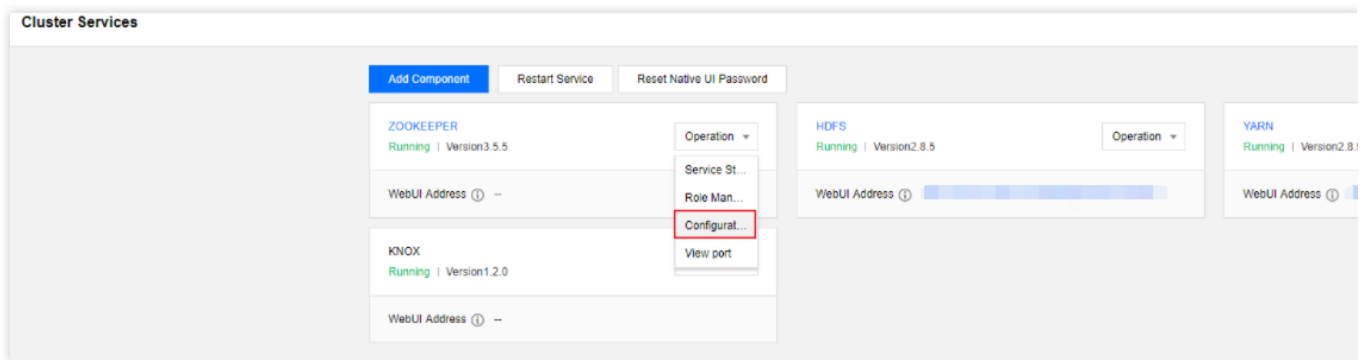 Cluster Services
Add Component Restart Service Reset Native UI Password
ZOOKEEPER
Running | Version3.5.5
Operation
Service St...
Role Man...
Configurat...
View port
WebUI Address --
HDFS
Running | Version2.8.5
Operation
WebUI Address
YARN
Running | Version2.8.
WebUI Address
KNOX
Running | Version1.2.0
WebUI Address --